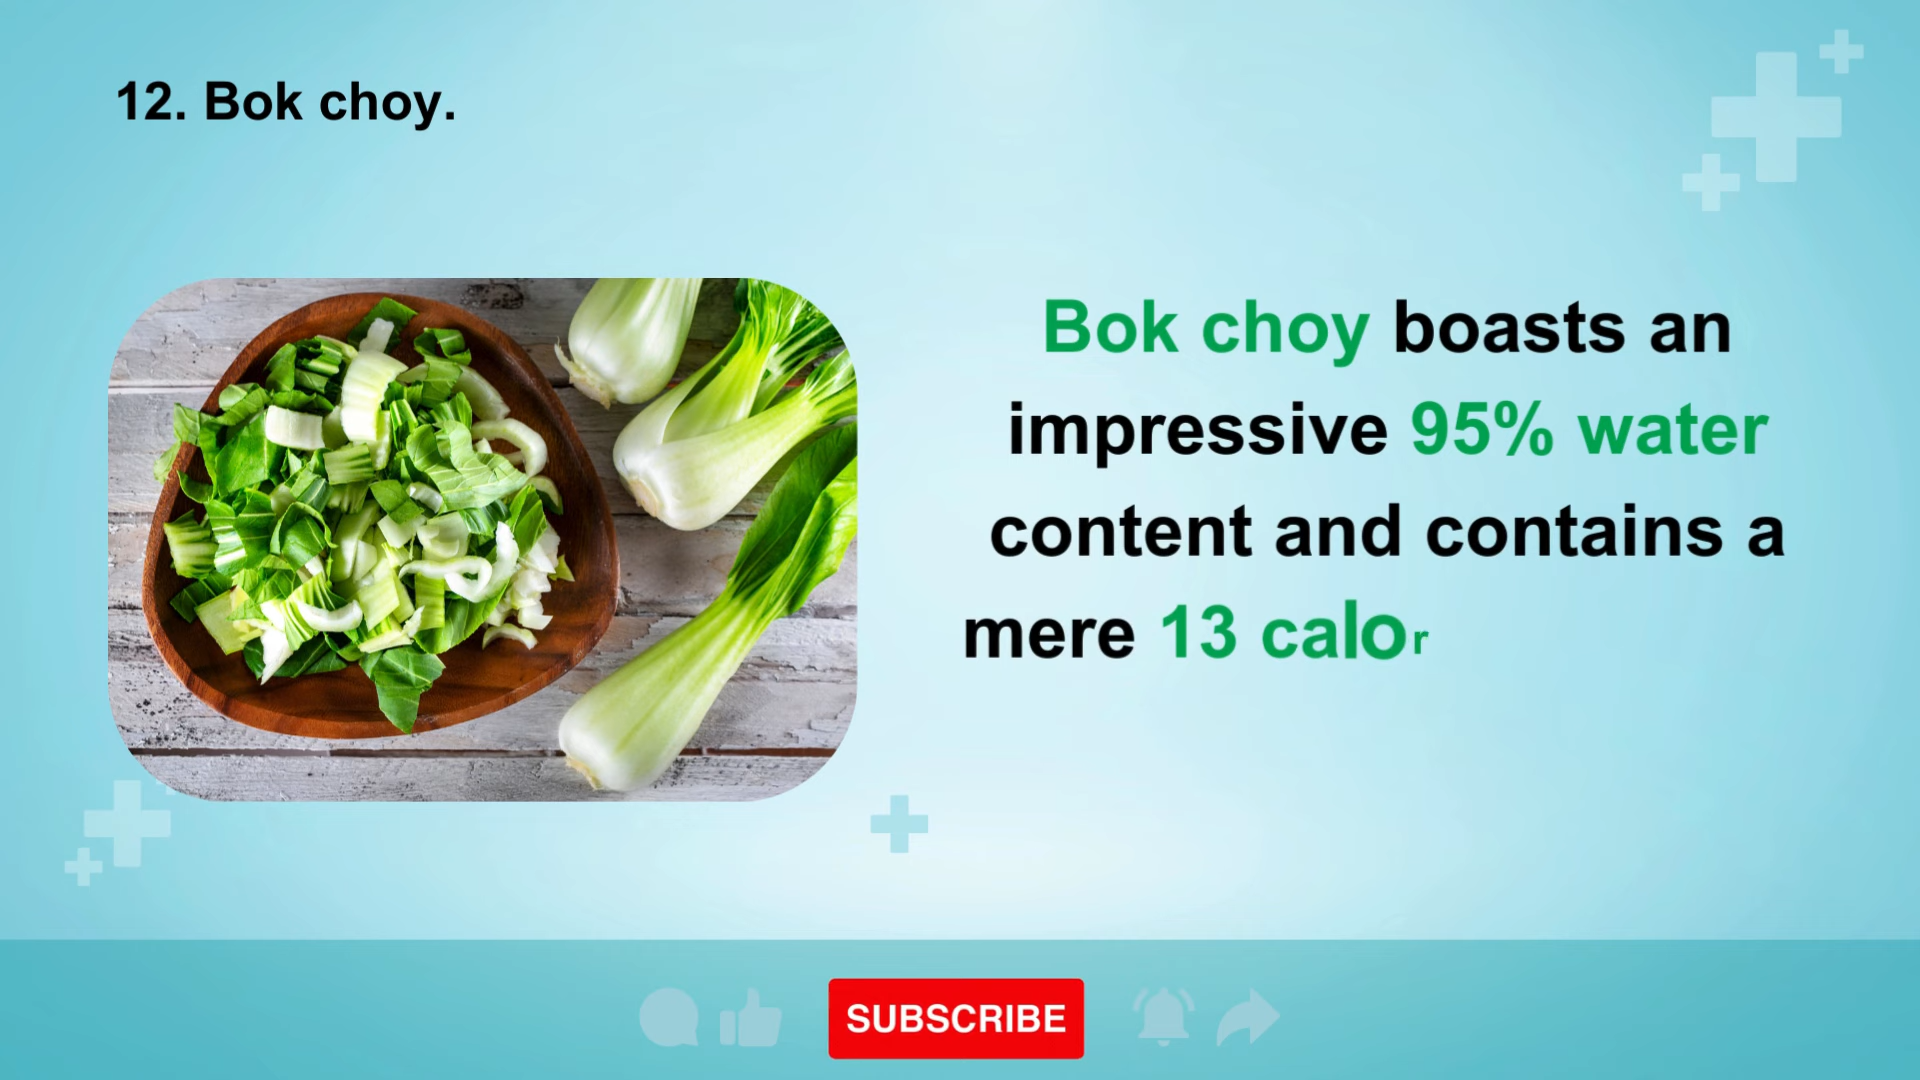 12. Bok choy.
Bok choy boasts an
impressive 95% water
content and contains a
mere 13 calor
SUBSCRIBE